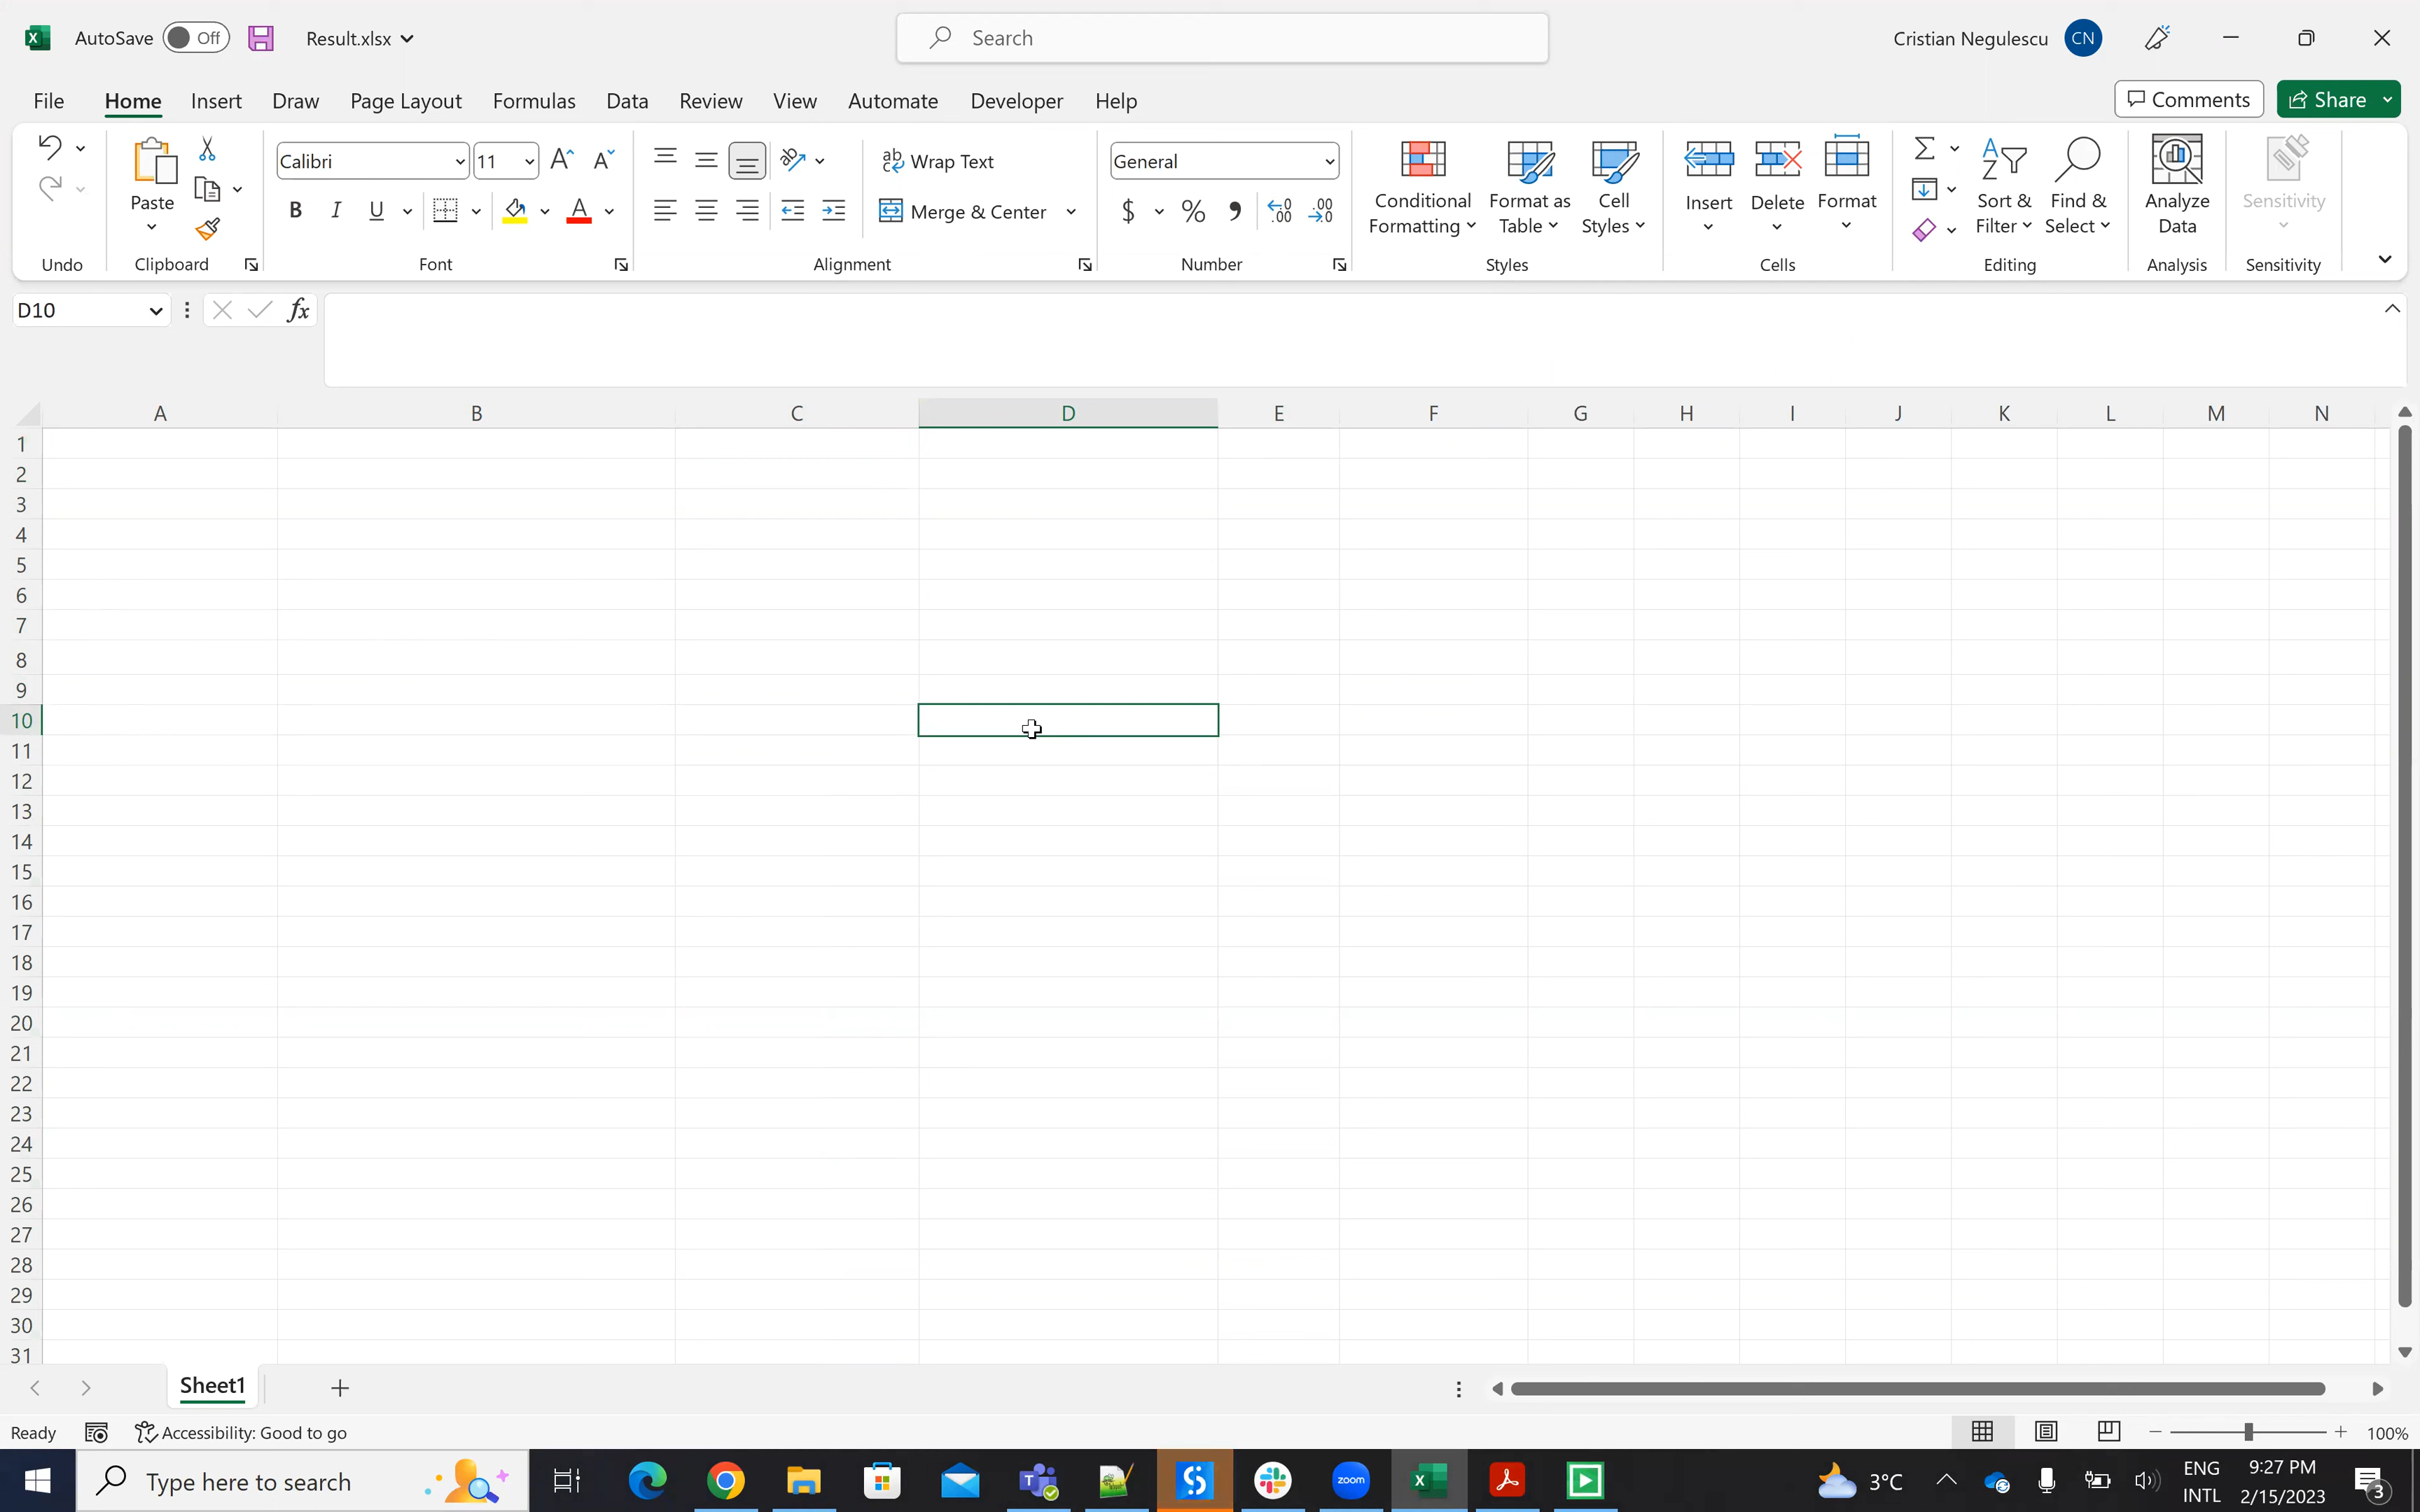 AutoSave Off Result.xlsx Search Cristian Negulescu CN
File Home Insert Draw Page Layout Formulas Data Review View Automate Developer Help Comments Share
Paste Calibri 11 Wrap Text General Conditional Formatting Format as Table Cell Styles Insert Delete Format Sort & Filter Find & Select Analyze Data Sensitivity
B I U Merge & Center $ %
Undo Clipboard Font Alignment Number Styles Cells Editing Analysis Sensitivity
D10 fx
A B C D E F G H I J K L M N
1
2
3
4
5
6
7
8
9
10
11
12
13
14
15
16
17
18
19
20
21
22
23
24
25
26
27
28
29
30
31
Sheet1
Ready Accessibility: Good to go 100%
Type here to search zoom 3°C ENG 9:27 PM
INTL 2/15/2023 3